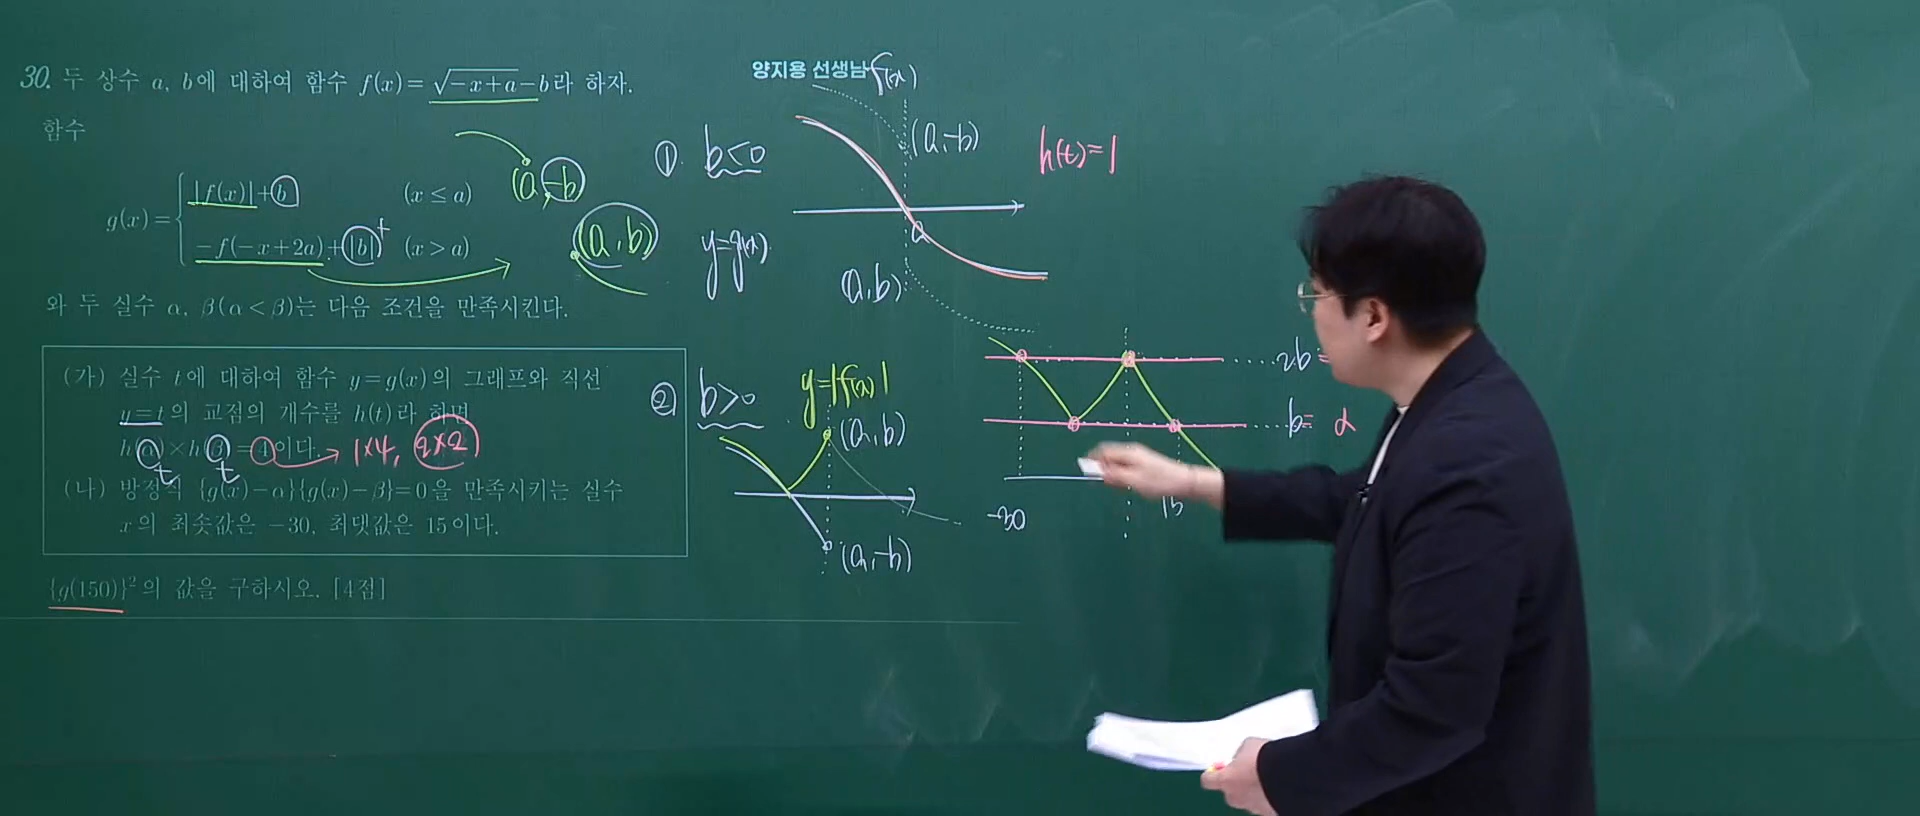 30. 두 상수 a, b에 대하여 함수 f(x)=√(-x+a)-b라 하자.
함수
g(x)={ |f(x)|+b (x≤a)
-f(-x+2a)+|b| (x>a)
와 두 실수 α, β(α<β)는 다음 조건을 만족시킨다.
(가) 실수 t에 대하여 함수 y=g(x)의 그래프와 직선
y=t의 교점의 개수를 h(t)라 하면
h(α)×h(β)=4이다.
(나) 방정식 {g(x)-α}{g(x)-β}=0을 만족시키는 실수
x의 최솟값은 -30, 최댓값은 15이다.
{g(150)}²의 값을 구하시오. [4점]
+
(a, -b)
(a, b)
t
t
1×4, 2×2
양지용 선생님
f(x)
① b<0
(a, -b)
h(t)=1
y=g(x)
a
(a, b)
② b>0
y=|f(x)|
(a, b)
(a, -b)
2b=
b= α
-30
15